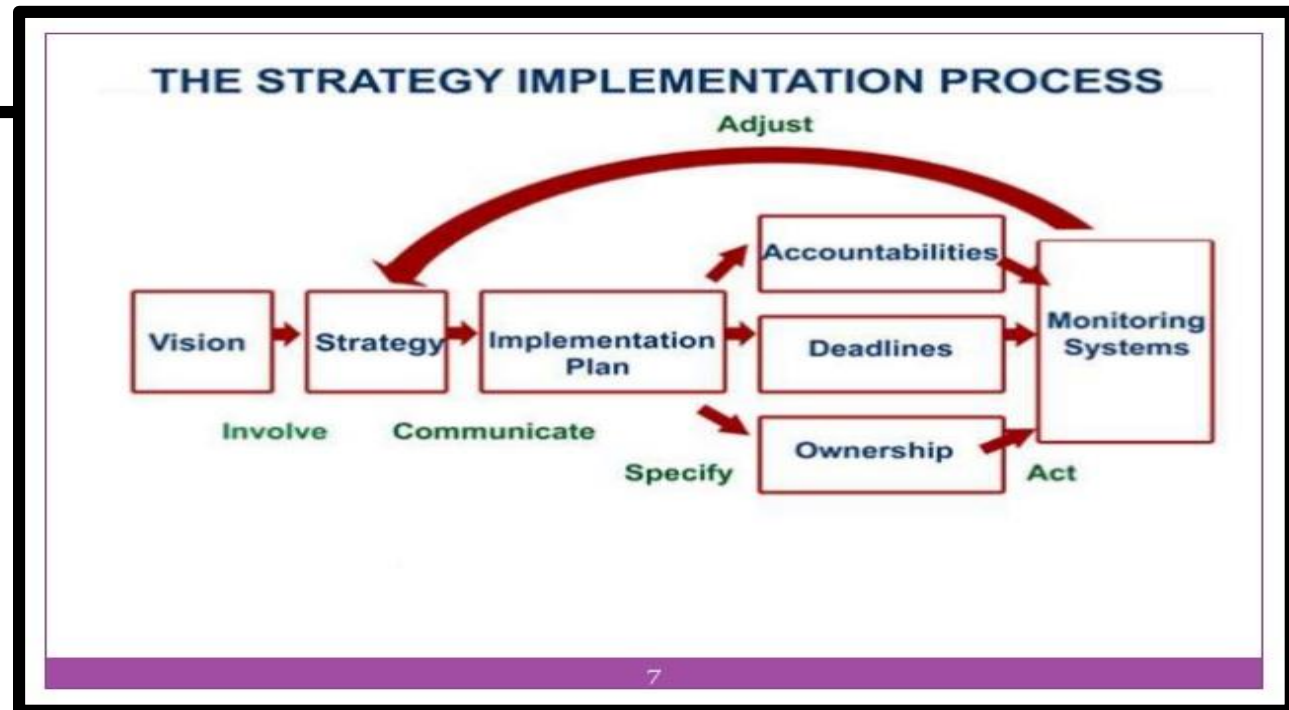 THE STRATEGY IMPLEMENTATION PROCESS
Adjust
Vision
Strategy
Implementation
Plan
Accountabilities
Deadlines
Ownership
Monitoring
Systems
Involve
Communicate
Specify
Act
7